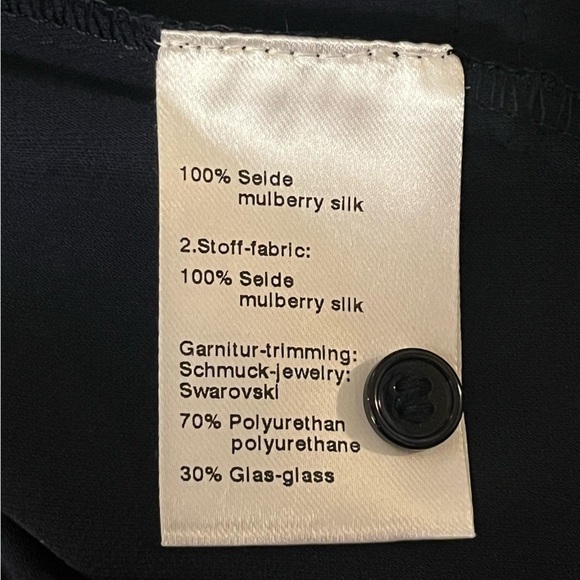 100% Seide
mulberry silk
2.Stoff-fabric:
100% Seide
mulberry silk
Garnitur-trimming:
Schmuck-jewelry:
Swarovski
70% Polyurethan
polyurethane
30% Glas-glass